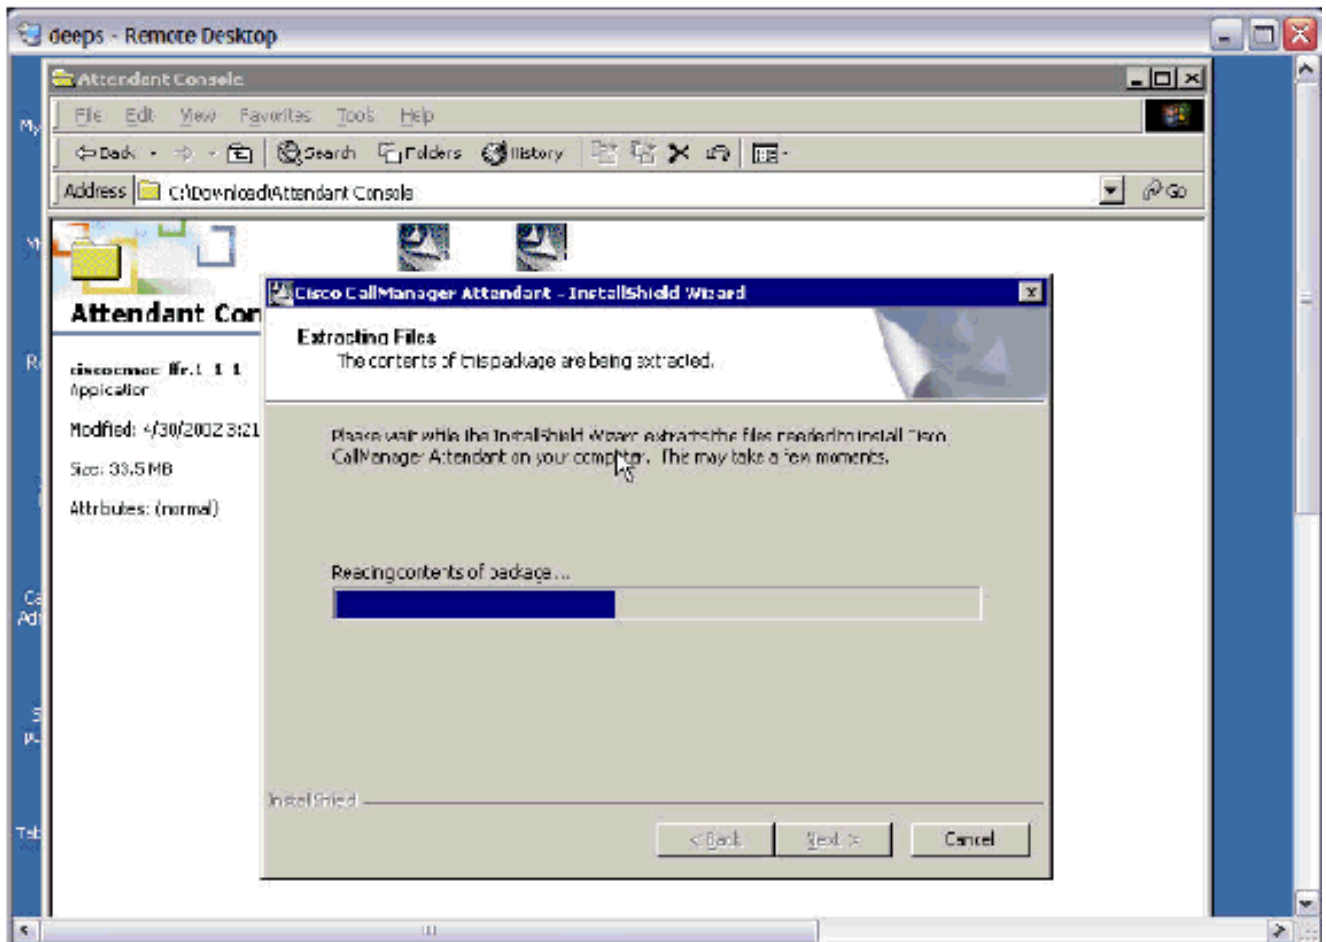 deeps - Remote Desktop
Attendant Console
File Edit View Favorites Tools Help
Back Search Folders History
Address C:\Download\Attendant Console Go
Attendant Con
Application
Modified: 4/30/2002 3:21
Size: 33.5 MB
Attributes: (normal)
Cisco CallManager Attendant - InstallShield Wizard
Extracting Files
The contents of this package are being extracted.
Please wait while the InstallShield Wizard extracts the files needed to install Cisco
CallManager Attendant on your computer. This may take a few moments.
Reading contents of package...
InstallShield
< Back Next > Cancel
My